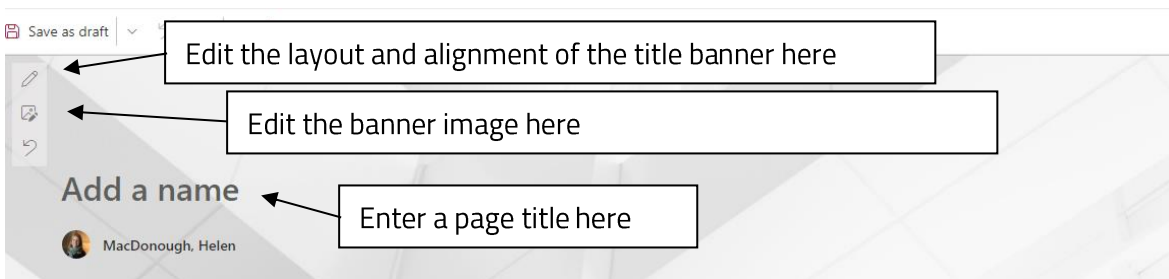 Save as draft
Edit the layout and alignment of the title banner here
Edit the banner image here
Add a name
Enter a page title here
MacDonough, Helen